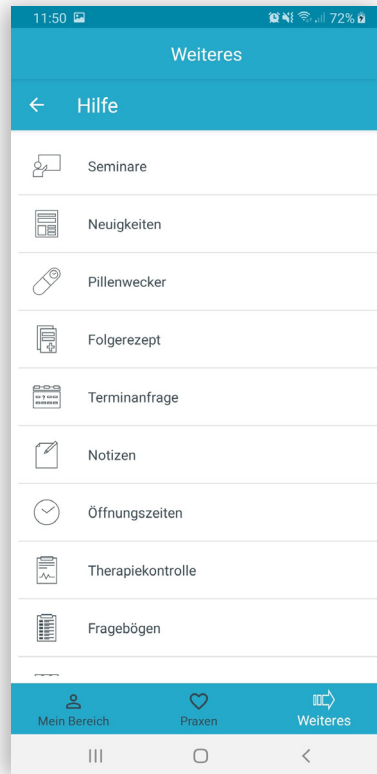 11:50 72%
Weiteres
Hilfe
Seminare
Neuigkeiten
Pillenwecker
Folgerezept
Terminanfrage
Notizen
Öffnungszeiten
Therapiekontrolle
Fragebögen
Mein Bereich Praxen Weiteres